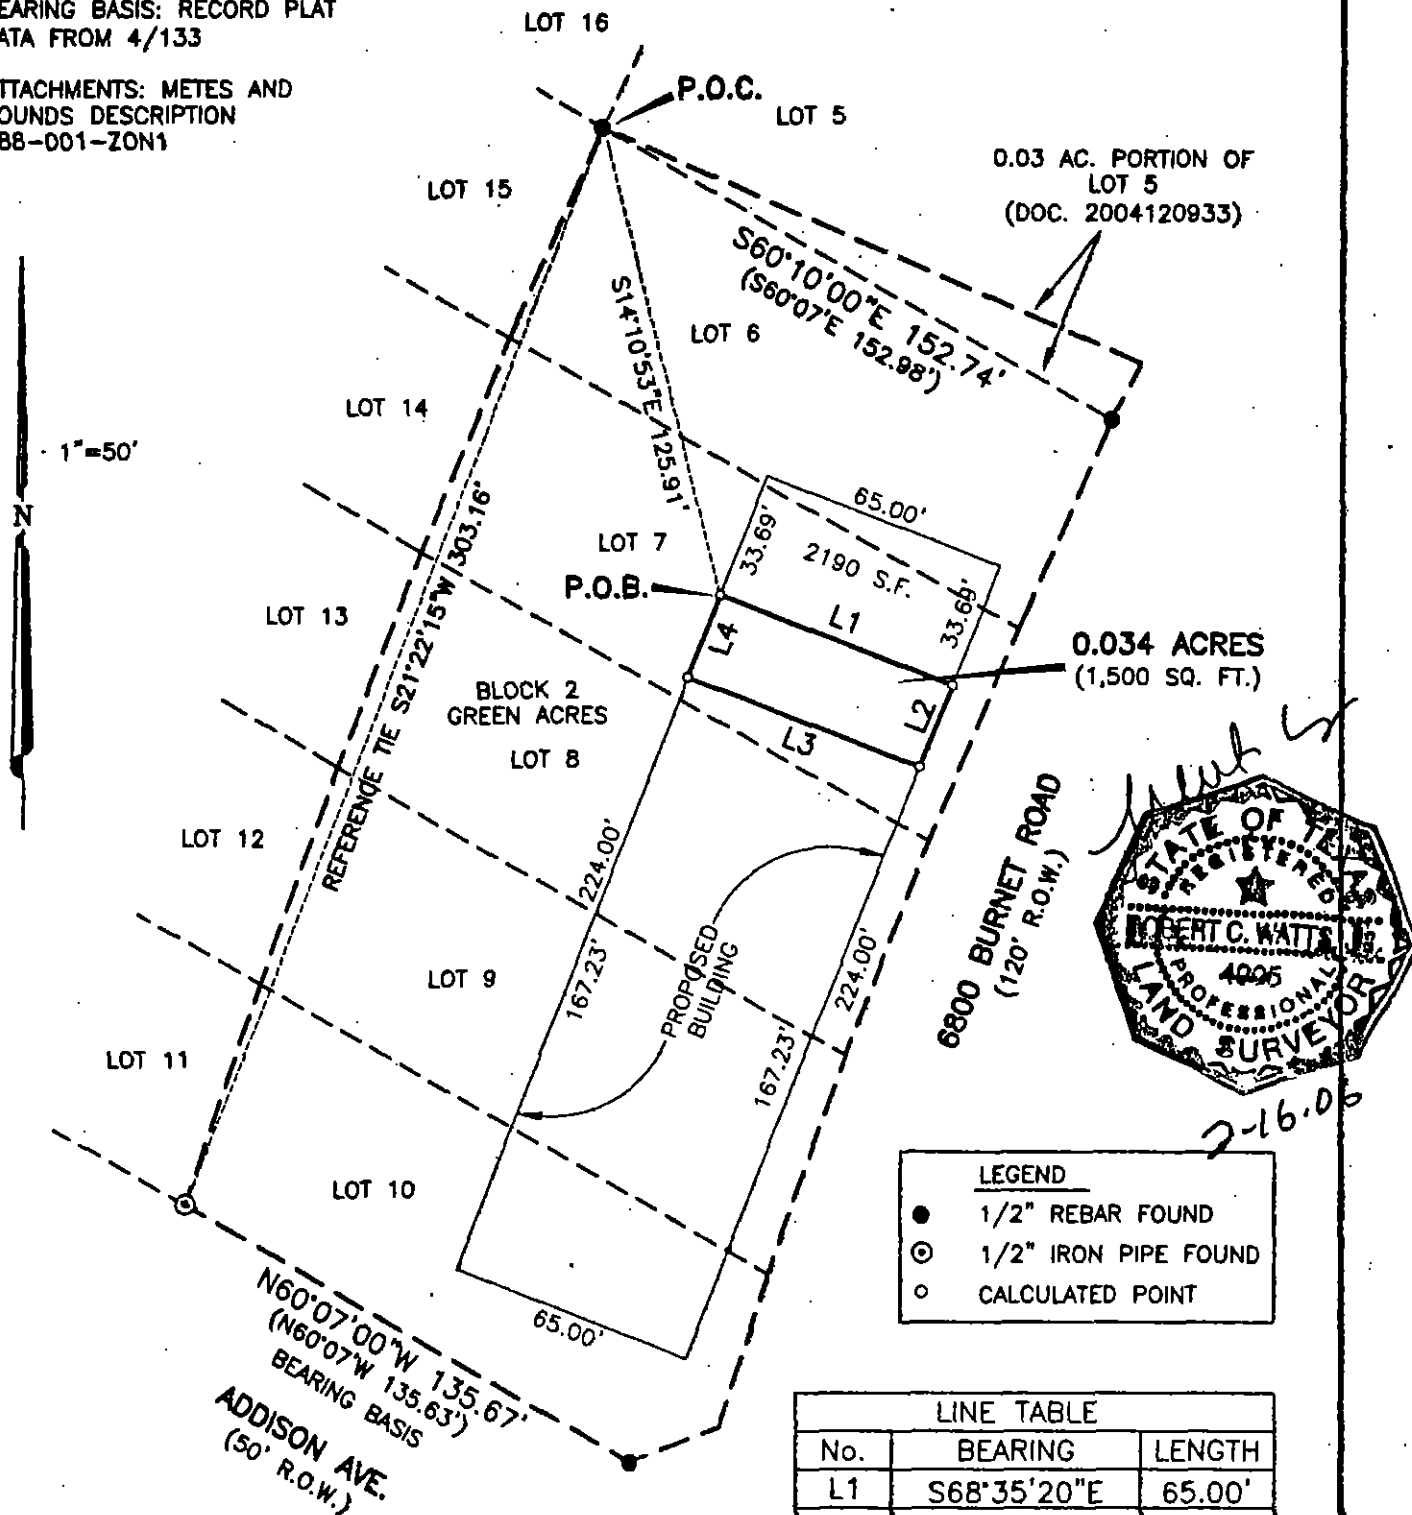 EARING BASIS: RECORD PLAT
ATA FROM 4/133
TTACHMENTS: METES AND
OUNDS DESCRIPTION
BB-001-ZON1
LOT 16
P.O.C.
LOT 5
0.03 AC. PORTION OF
LOT 5
(DOC. 2004120933)
LOT 15
S60°10'00"E 152.74'
(S60°07'E 152.98')
S14°10'53"E 125.91'
LOT 6
LOT 14
1"=50'
N
65.00'
33.69'
2190 S.F.
33.69'
LOT 7
P.O.B.
L1
L4
L2
L3
0.034 ACRES
(1,500 SQ. FT.)
LOT 13
REFERENCE TIE S21°22'15"W 303.16'
BLOCK 2
GREEN ACRES
LOT 8
LOT 12
224.00'
167.23'
PROPOSED
BUILDING
224.00'
167.23'
6800 BURNET ROAD
(120' R.O.W.)
STATE OF TEXAS
REGISTERED
ROBERT C. WATTS, JR.
4995
PROFESSIONAL
LAND SURVEYOR
2-16-06
LOT 9
LOT 11
LOT 10
65.00'
N60°07'00"W 135.67'
(N60°07'W 135.63')
BEARING BASIS
ADDISON AVE.
(50' R.O.W.)
LEGEND
1/2" REBAR FOUND
1/2" IRON PIPE FOUND
CALCULATED POINT
LINE TABLE
No. BEARING LENGTH
L1 S68°35'20"E 65.00'